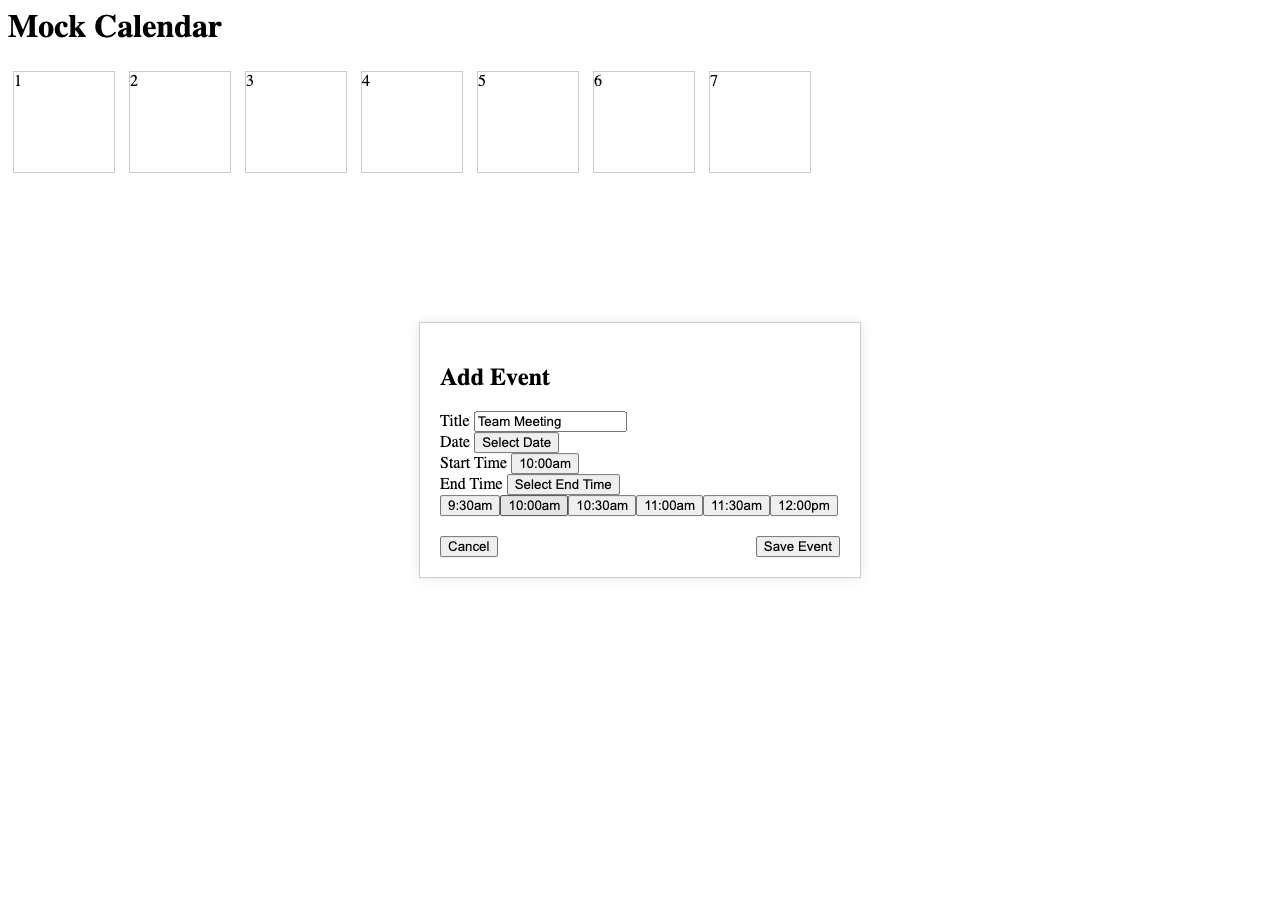 Mock Calendar
1 2 3 4 5 6 7
Add Event
Title Team Meeting
Date Select Date
Start Time 10:00am
End Time Select End Time
9:30am 10:00am 10:30am 11:00am 11:30am 12:00pm
Cancel Save Event